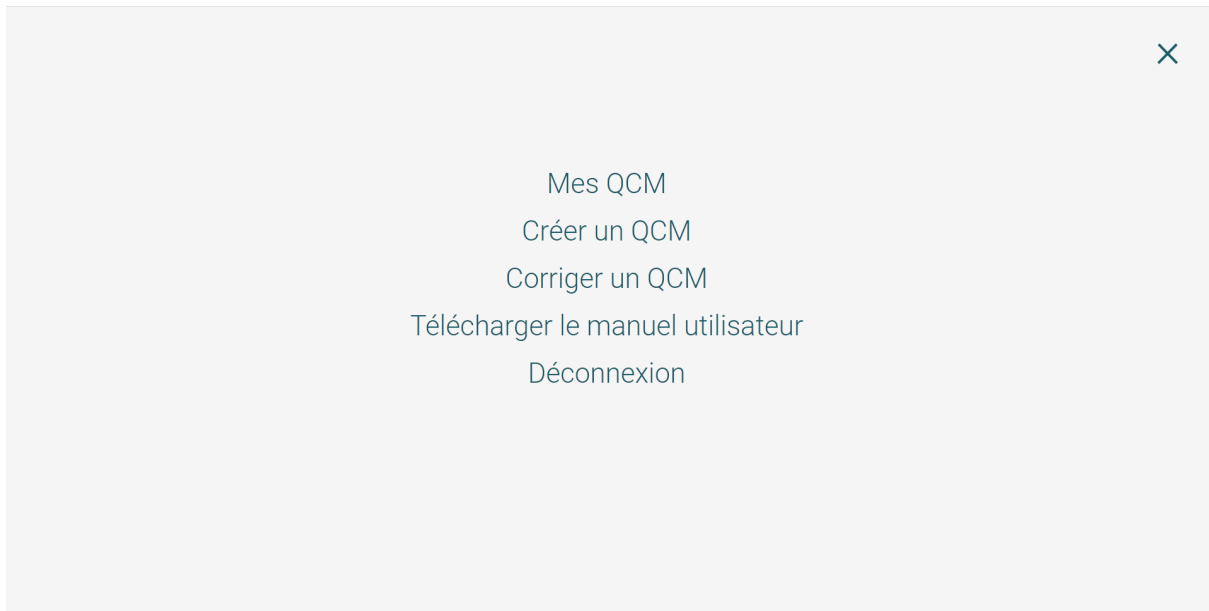 Mes QCM
Créer un QCM
Corriger un QCM
Télécharger le manuel utilisateur
Déconnexion